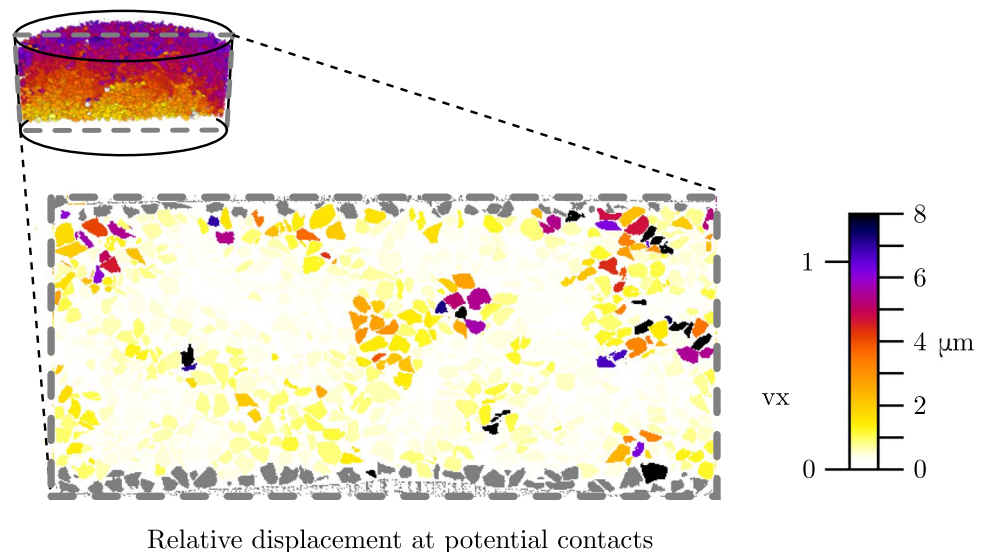 8
1
6
4 µm
vx
2
0 0
Relative displacement at potential contacts